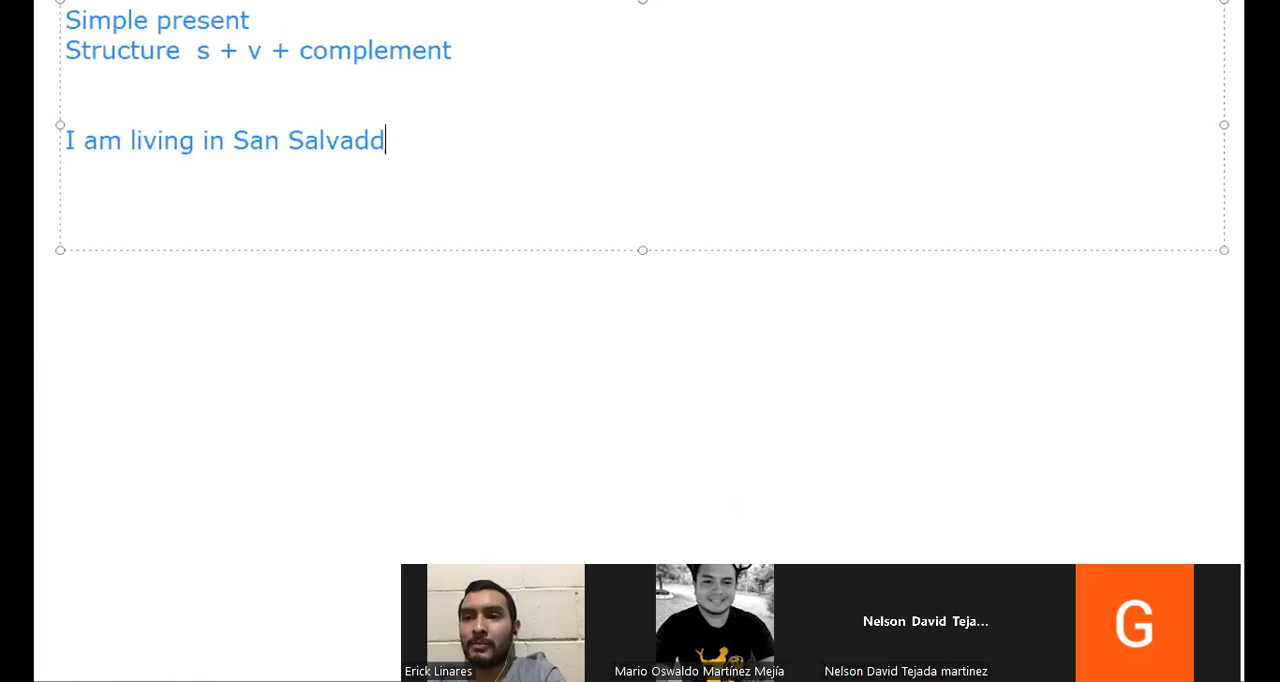 Simple present
Structure s + v + complement
I am living in San Salvadd
Nelson David Teja...
G
Erick Linares
Mario Oswaldo Martínez Mejía
Nelson David Tejada martinez